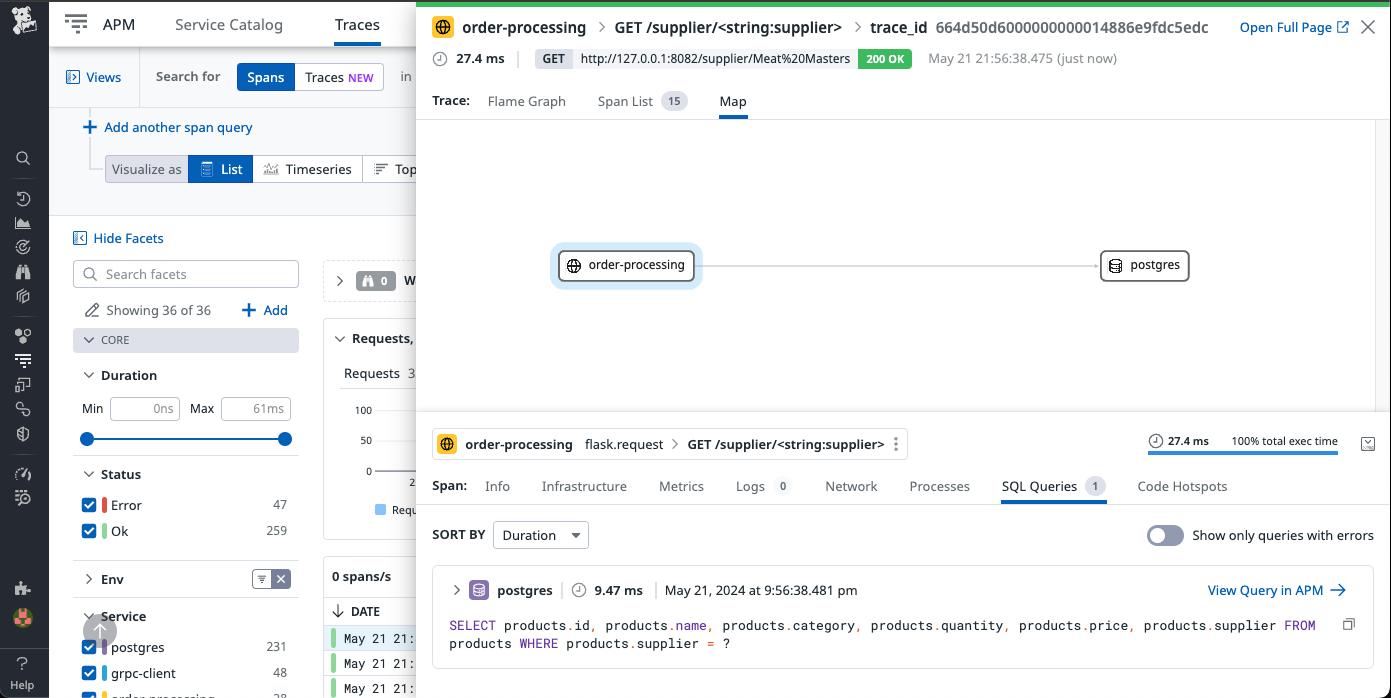 APM
Service Catalog
Traces
Views
Search for
Spans
Traces NEW
in
Add another span query
Visualize as
List
Timeseries
Top
Hide Facets
Search facets
Showing 36 of 36
Add
CORE
Duration
Min
0ns
Max
61ms
Status
Error
47
Ok
259
Env
Service
postgres
231
grpc-client
48
order-processing
28
Help
0
Requests,
Requests
100
50
0
0 spans/s
DATE
May 21 21:
May 21 21:
May 21 21:
order-processing > GET /supplier/<string:supplier> > trace_id 664d50d6000000000014886e9fdc5edc
Open Full Page
27.4 ms
GET
http://127.0.0.1:8082/supplier/Meat%20Masters
200 OK
May 21 21:56:38.475 (just now)
Trace:
Flame Graph
Span List 15
Map
order-processing
postgres
order-processing flask.request > GET /supplier/<string:supplier>
27.4 ms
100% total exec time
Span:
Info
Infrastructure
Metrics
Logs 0
Network
Processes
SQL Queries 1
Code Hotspots
SORT BY
Duration
Show only queries with errors
postgres
9.47 ms
May 21, 2024 at 9:56:38.481 pm
View Query in APM
SELECT products.id, products.name, products.category, products.quantity, products.price, products.supplier FROM
products WHERE products.supplier = ?